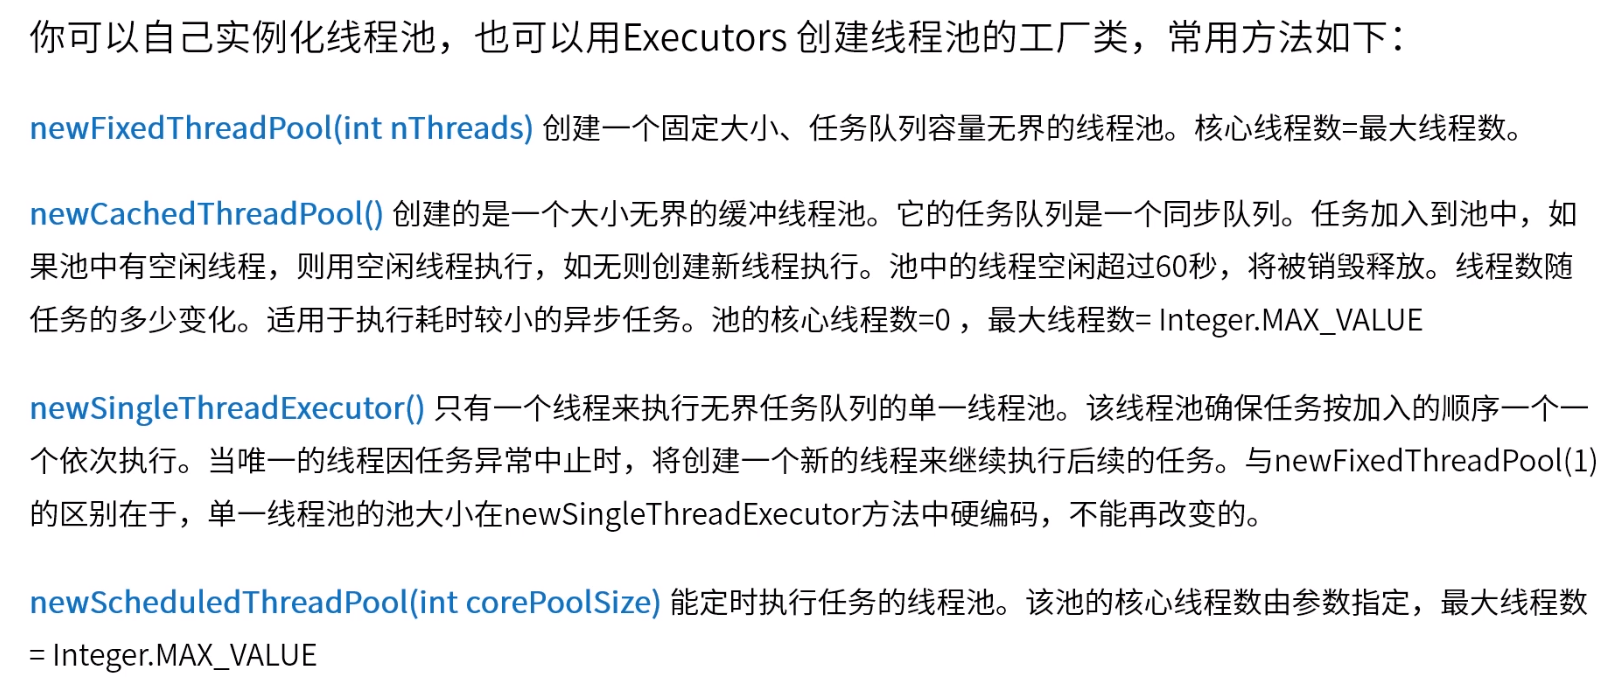 你可以自己实例化线程池，也可以用Executors 创建线程池的工厂类，常用方法如下：
newFixedThreadPool(int nThreads) 创建一个固定大小、任务队列容量无界的线程池。核心线程数=最大线程数。
newCachedThreadPool() 创建的是一个大小无界的缓冲线程池。它的任务队列是一个同步队列。任务加入到池中，如
果池中有空闲线程，则用空闲线程执行，如无则创建新线程执行。池中的线程空闲超过60秒，将被销毁释放。线程数随
任务的多少变化。适用于执行耗时较小的异步任务。池的核心线程数=0 ，最大线程数= Integer.MAX_VALUE
newSingleThreadExecutor() 只有一个线程来执行无界任务队列的单一线程池。该线程池确保任务按加入的顺序一个一
个依次执行。当唯一的线程因任务异常中止时，将创建一个新的线程来继续执行后续的任务。与newFixedThreadPool(1)
的区别在于，单一线程池的池大小在newSingleThreadExecutor方法中硬编码，不能再改变的。
newScheduledThreadPool(int corePoolSize) 能定时执行任务的线程池。该池的核心线程数由参数指定，最大线程数
= Integer.MAX_VALUE